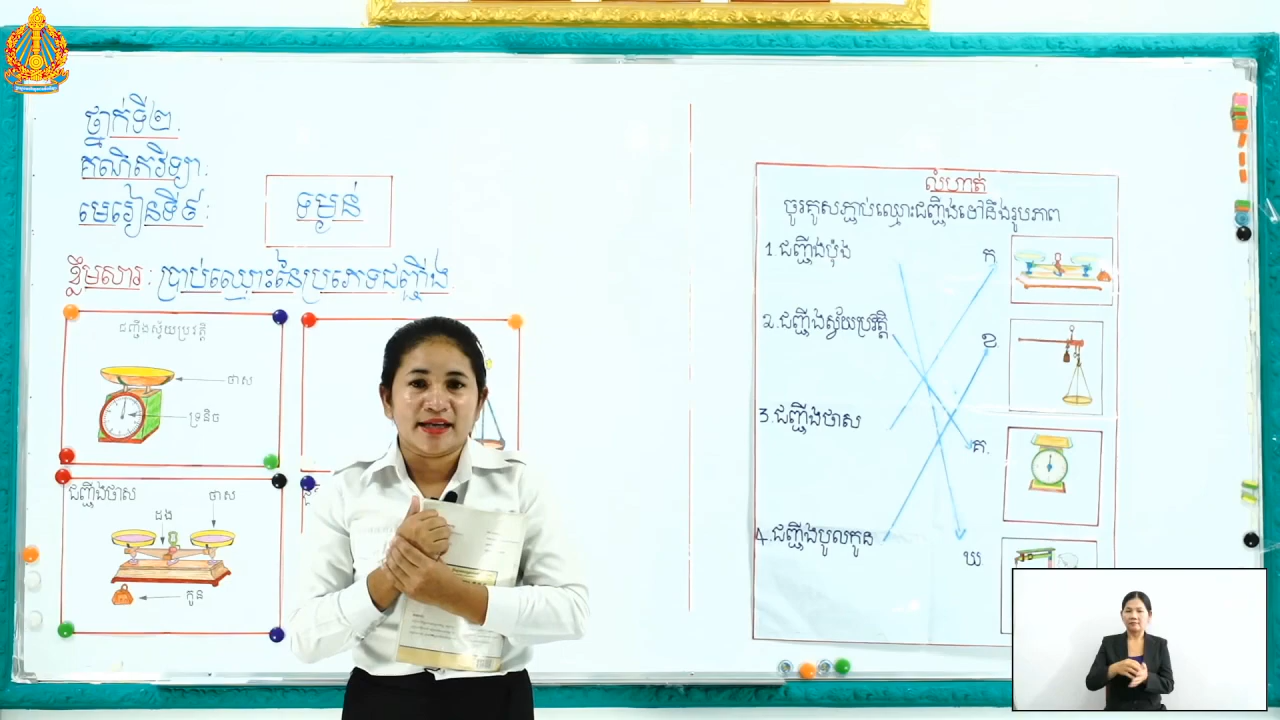 ថ្នាក់ទី២.
គណិតវិទ្យា:
មេរៀនទី៩:
ទម្ងន់
ខ្លឹមសារ : ប្រាប់ឈ្មោះនៃប្រភេទជញ្ជីង
ជញ្ជីងស្វ័យប្រវត្តិ
ថាស
ទ្រនិច
ជញ្ជីងថាស
ថាស
ដង
កូន
លំហាត់
ចូរគូសភ្ជាប់ឈ្មោះជញ្ជីងទៅនឹងរូបភាព
1 ជញ្ជីងប៉ុង
ក
2.ជញ្ជីងស្វ័យប្រវត្តិ
ខ
3.ជញ្ជីងថាស
គ.
4.ជញ្ជីងបូលកូន
ឃ